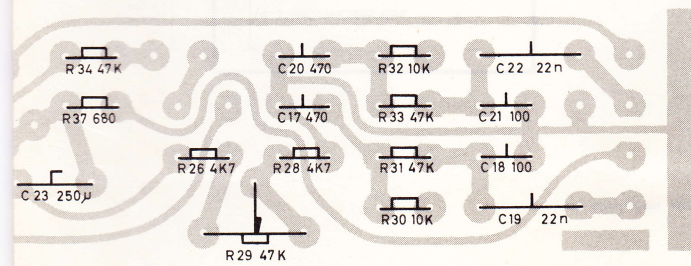 R34 47K
C20 470
R32 10K
C22 22n
R37 680
C17 470
R33 47K
C21 100
R26 4K7
R28 4K7
R31 47K
C18 100
C23 250µ
R30 10K
C19 22n
R29 47K